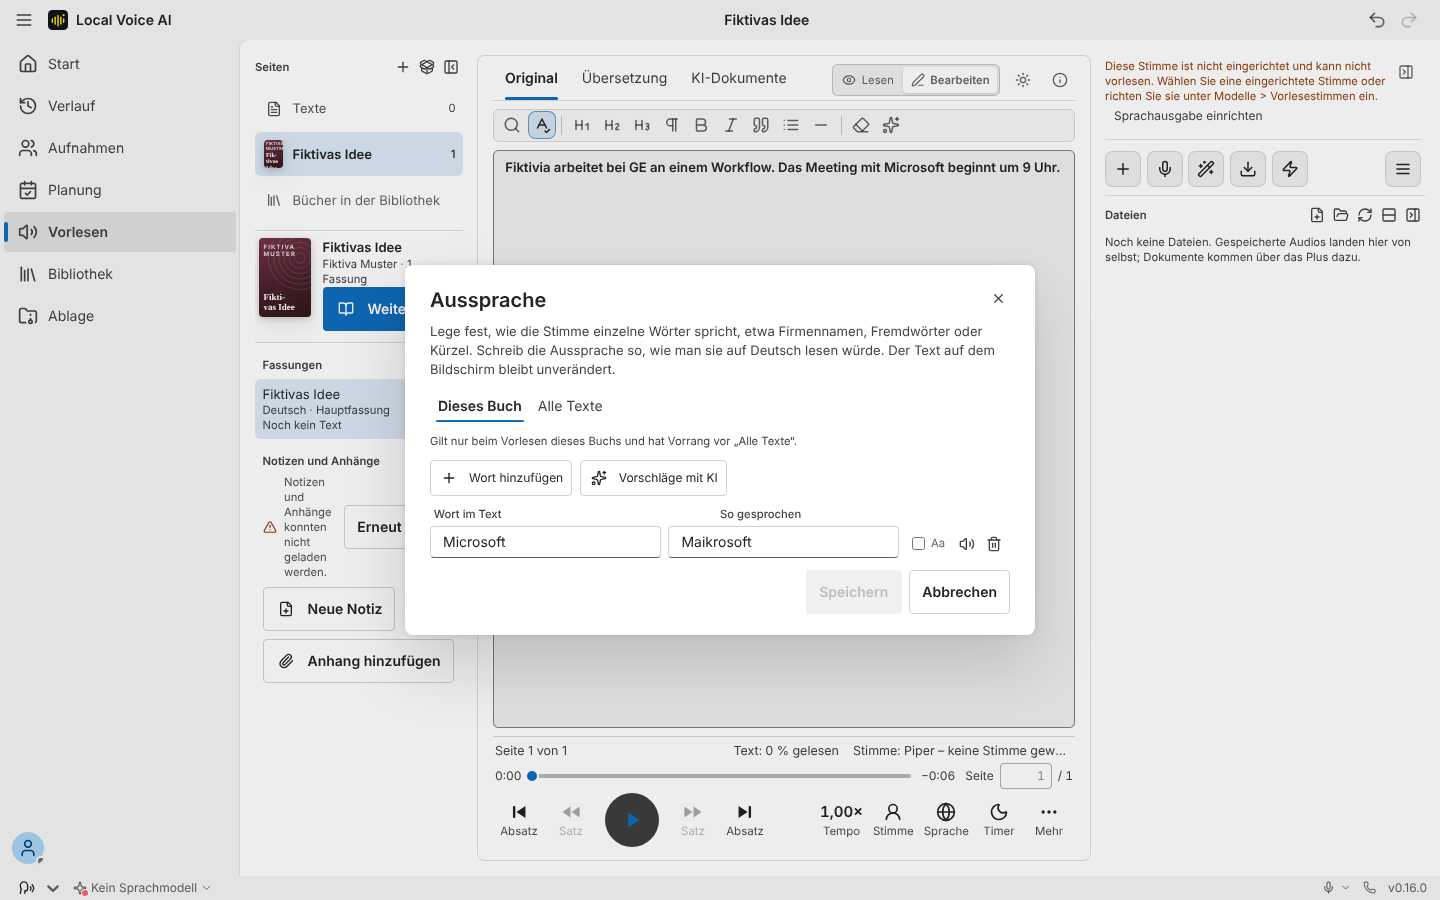 Local Voice AI
Fiktivas Idee
Start
Verlauf
Aufnahmen
Planung
Vorlesen
Bibliothek
Ablage
Seiten
Texte 0
Fiktivas Idee 1
Bücher in der Bibliothek
FIKTIVA
MUSTER
Fikti-
vas Idee
Fiktivas Idee
Fiktiva Muster · 1
Fassung
Weite
Fassungen
Fiktivas Idee
Deutsch · Hauptfassung
Noch kein Text
Notizen und Anhänge
Notizen
und
Anhänge
konnten
nicht
geladen
werden.
Erneut
Neue Notiz
Anhang hinzufügen
Original Übersetzung KI-Dokumente Lesen Bearbeiten
H1 H2 H3 B I
Fiktivia arbeitet bei GE an einem Workflow. Das Meeting mit Microsoft beginnt um 9 Uhr.
Aussprache
Lege fest, wie die Stimme einzelne Wörter spricht, etwa Firmennamen, Fremdwörter oder
Kürzel. Schreib die Aussprache so, wie man sie auf Deutsch lesen würde. Der Text auf dem
Bildschirm bleibt unverändert.
Dieses Buch Alle Texte
Gilt nur beim Vorlesen dieses Buchs und hat Vorrang vor „Alle Texte“.
Wort hinzufügen Vorschläge mit KI
Wort im Text So gesprochen
Microsoft Maikrosoft Aa
Speichern Abbrechen
Seite 1 von 1 Text: 0 % gelesen Stimme: Piper – keine Stimme gew...
0:00 −0:06 Seite 1 / 1
Absatz Satz Satz Absatz
1,00×
Tempo Stimme Sprache Timer Mehr
Diese Stimme ist nicht eingerichtet und kann nicht
vorlesen. Wählen Sie eine eingerichtete Stimme oder
richten Sie sie unter Modelle > Vorlesestimmen ein.
Sprachausgabe einrichten
Dateien
Noch keine Dateien. Gespeicherte Audios landen hier von
selbst; Dokumente kommen über das Plus dazu.
Kein Sprachmodell
v0.16.0